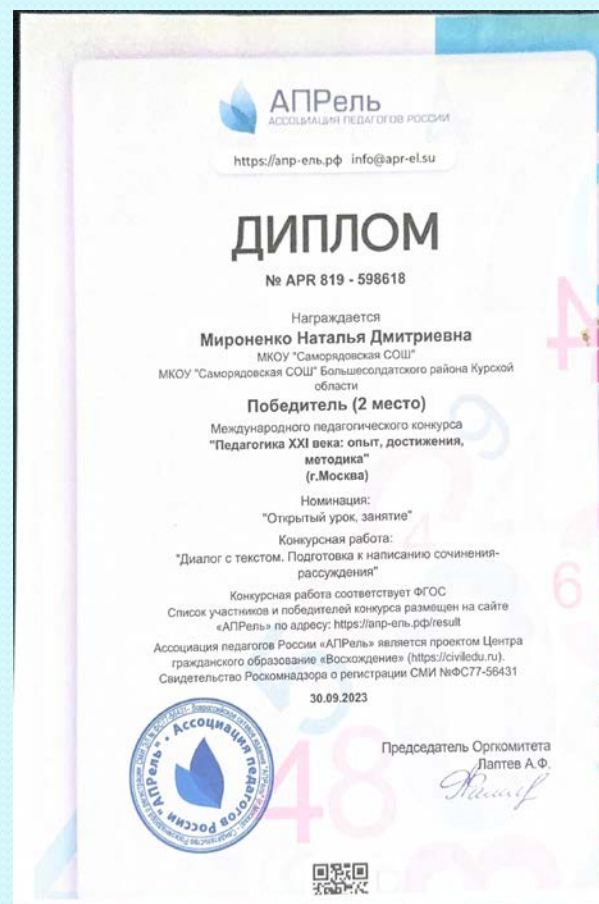 АПРель
АССОЦИАЦИЯ ПЕДАГОГОВ РОССИИ
https://апр-ель.рф info@apr-el.su
ДИПЛОМ
№ APR 819 - 598618
Награждается
Мироненко Наталья Дмитриевна
МКОУ "Саморядовская СОШ"
МКОУ "Саморядовская СОШ" Большесолдатского района Курской
области
Победитель (2 место)
Международного педагогического конкурса
"Педагогика XXI века: опыт, достижения,
методика"
(г.Москва)
Номинация:
"Открытый урок, занятие"
Конкурсная работа:
"Диалог с текстом. Подготовка к написанию сочинения-
рассуждения"
Конкурсная работа соответствует ФГОС
Список участников и победителей конкурса размещен на сайте
«АПРель» по адресу: https://апр-ель.рф/result
Ассоциация педагогов России «АПРель» является проектом Центра
гражданского образование «Восхождение» (https://civiledu.ru).
Свидетельство Роскомнадзора о регистрации СМИ №ФС77-56431
30.09.2023
Председатель Оргкомитета
Лаптев А.Ф.
Ассоциация педагогов России "АПРель"